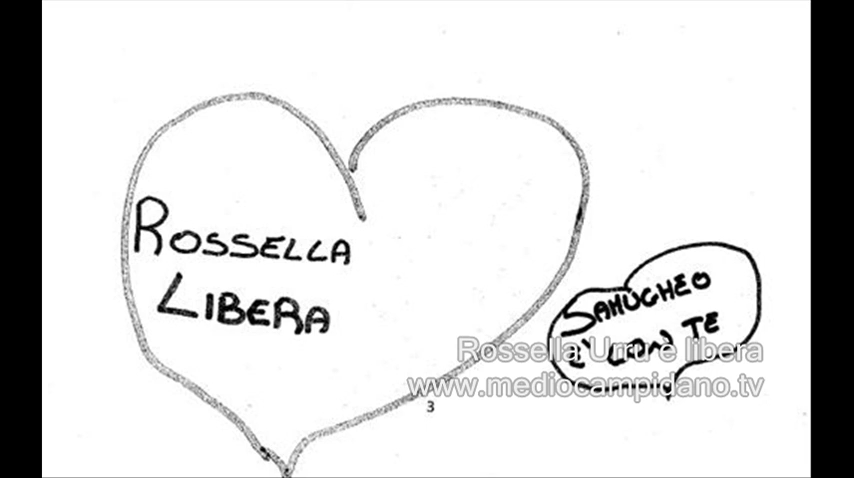 ROSSELLA
LIBERA
SAMUGHEO
E' CON TE
Rossella Urru è libera
www.mediocampidano.tv
3